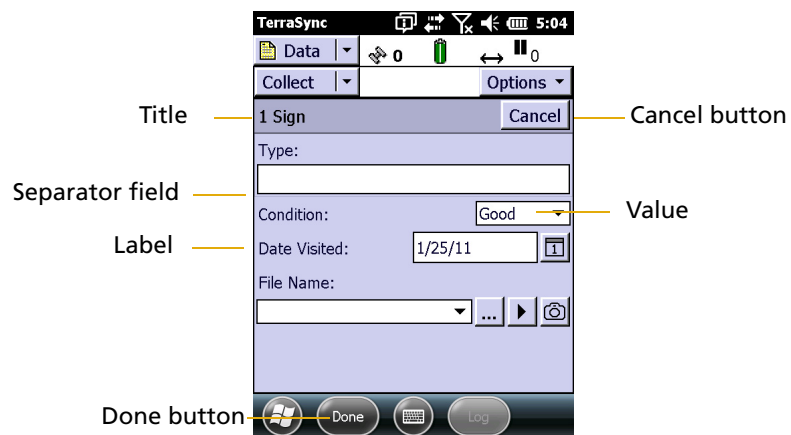 TerraSync 5:04
Data 0 0
Collect Options
Title 1 Sign Cancel Cancel button
Type:
Separator field
Condition: Good Value
Label Date Visited: 1/25/11 1
File Name:
...
Done button Done Log